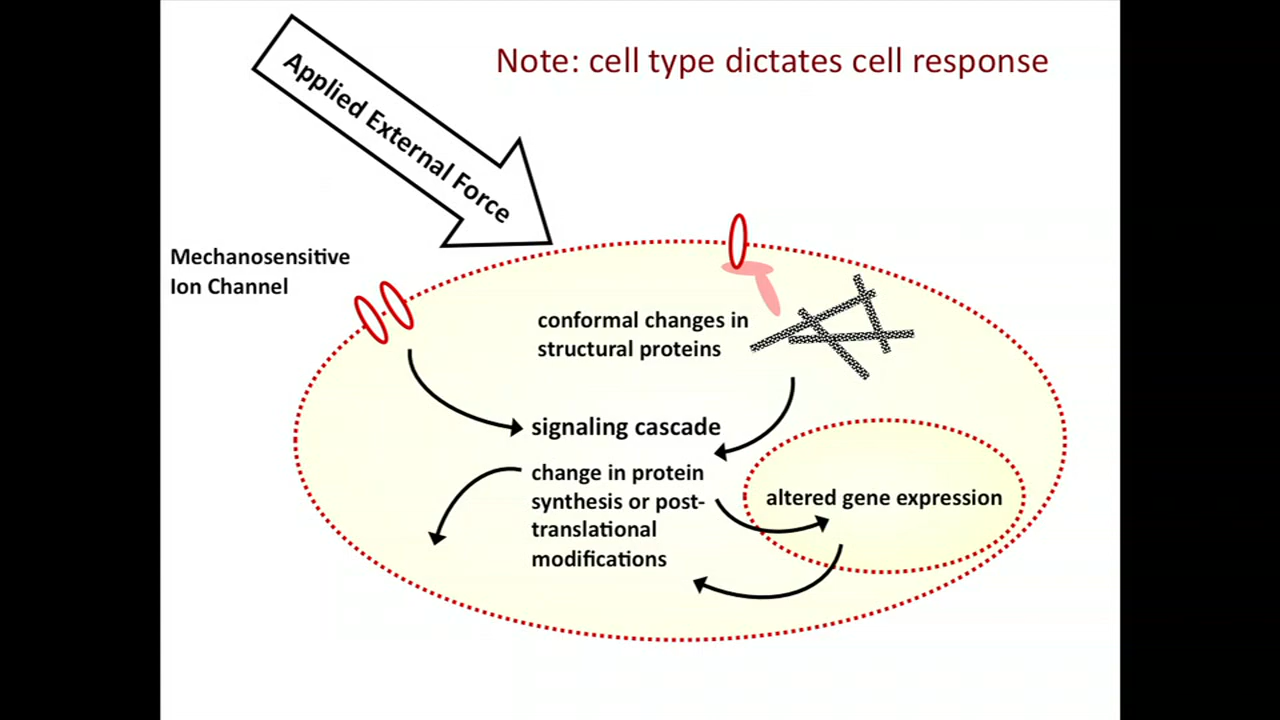 Applied External Force
Note: cell type dictates cell response
Mechanosensitive
Ion Channel
conformal changes in
structural proteins
signaling cascade
change in protein
synthesis or post-
translational
modifications
altered gene expression